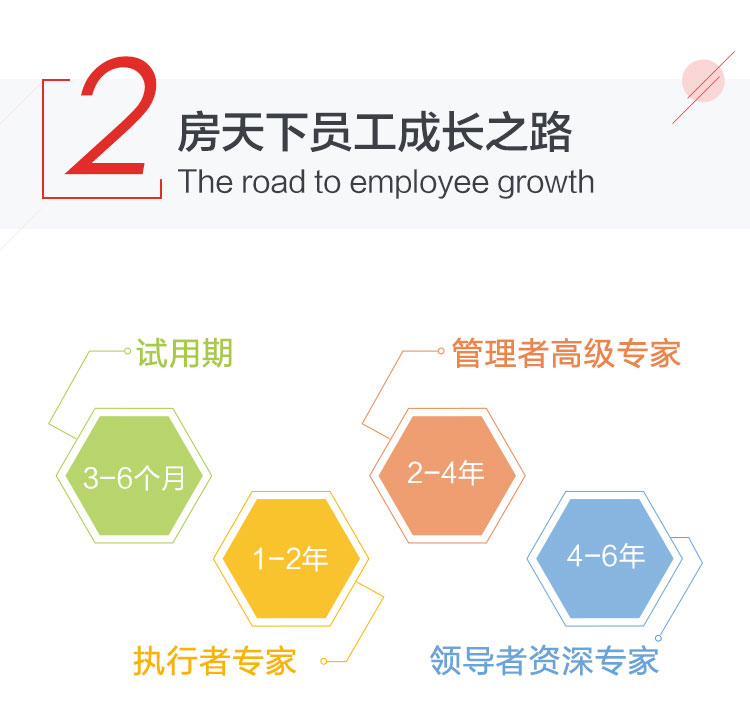 2
房天下员工成长之路
The road to employee growth
试用期
管理者高级专家
3-6个月
2-4年
1-2年
4-6年
执行者专家
领导者资深专家